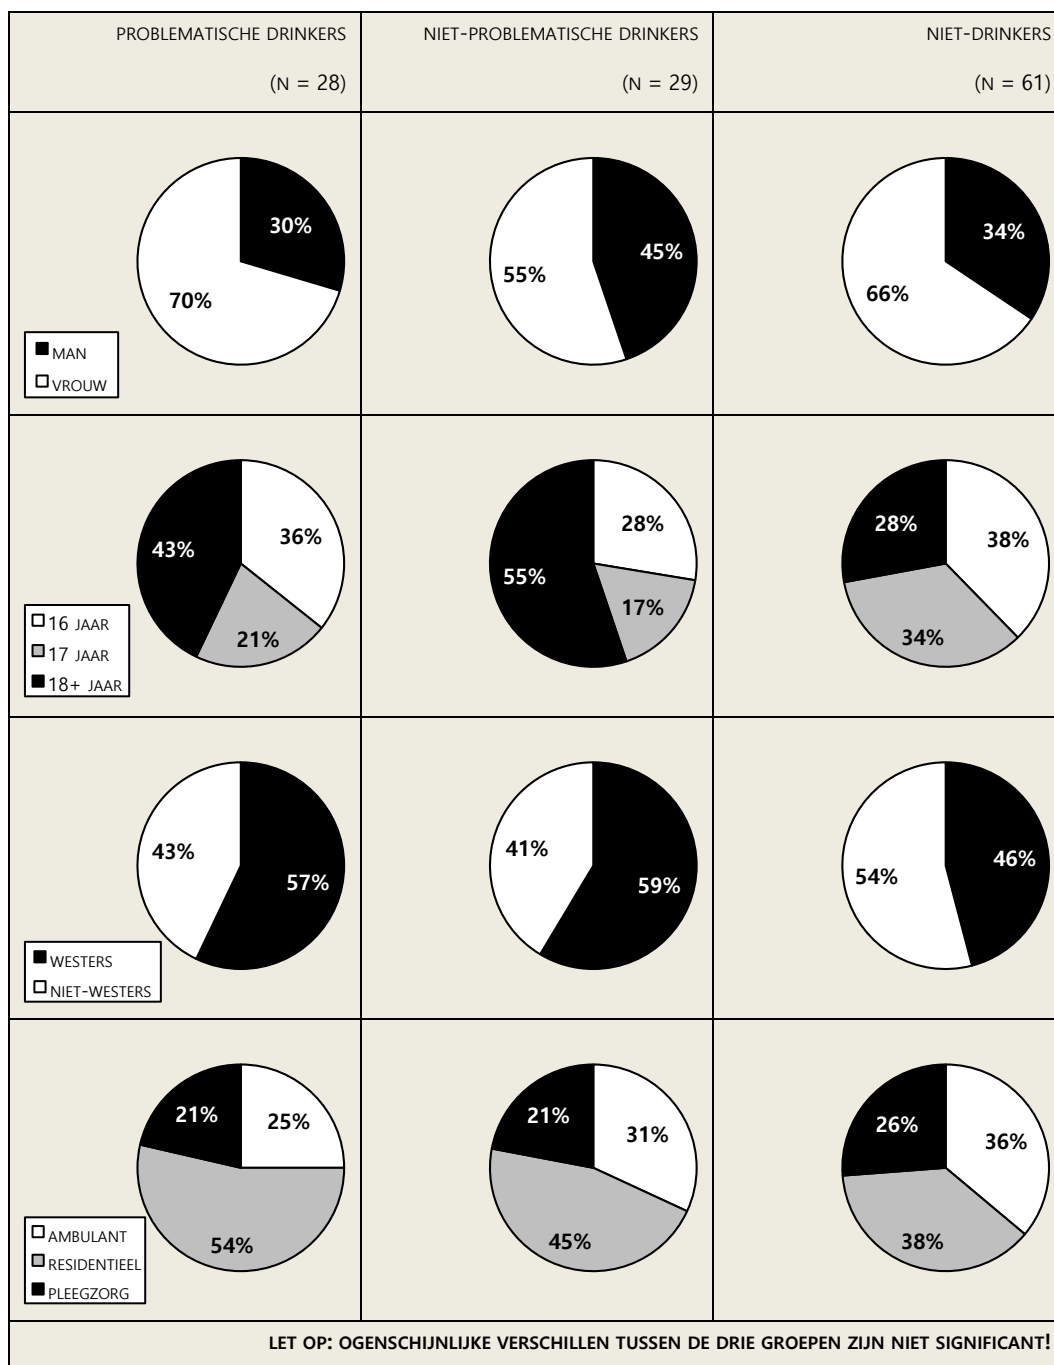 PROBLEMATISCHE DRINKERS
(N = 28)
NIET-PROBLEMATISCHE DRINKERS
(N = 29)
NIET-DRINKERS
(N = 61)
30%
70%
MAN
VROUW
45%
55%
34%
66%
43%
36%
21%
16 JAAR
17 JAAR
18+ JAAR
28%
55%
17%
28%
38%
34%
43%
57%
WESTERS
NIET-WESTERS
41%
59%
54%
46%
21%
25%
54%
AMBULANT
RESIDENTIEEL
PLEEGZORG
21%
31%
45%
26%
36%
38%
LET OP: OGENSCHIJNLIJKE VERSCHILLEN TUSSEN DE DRIE GROEPEN ZIJN NIET SIGNIFICANT!